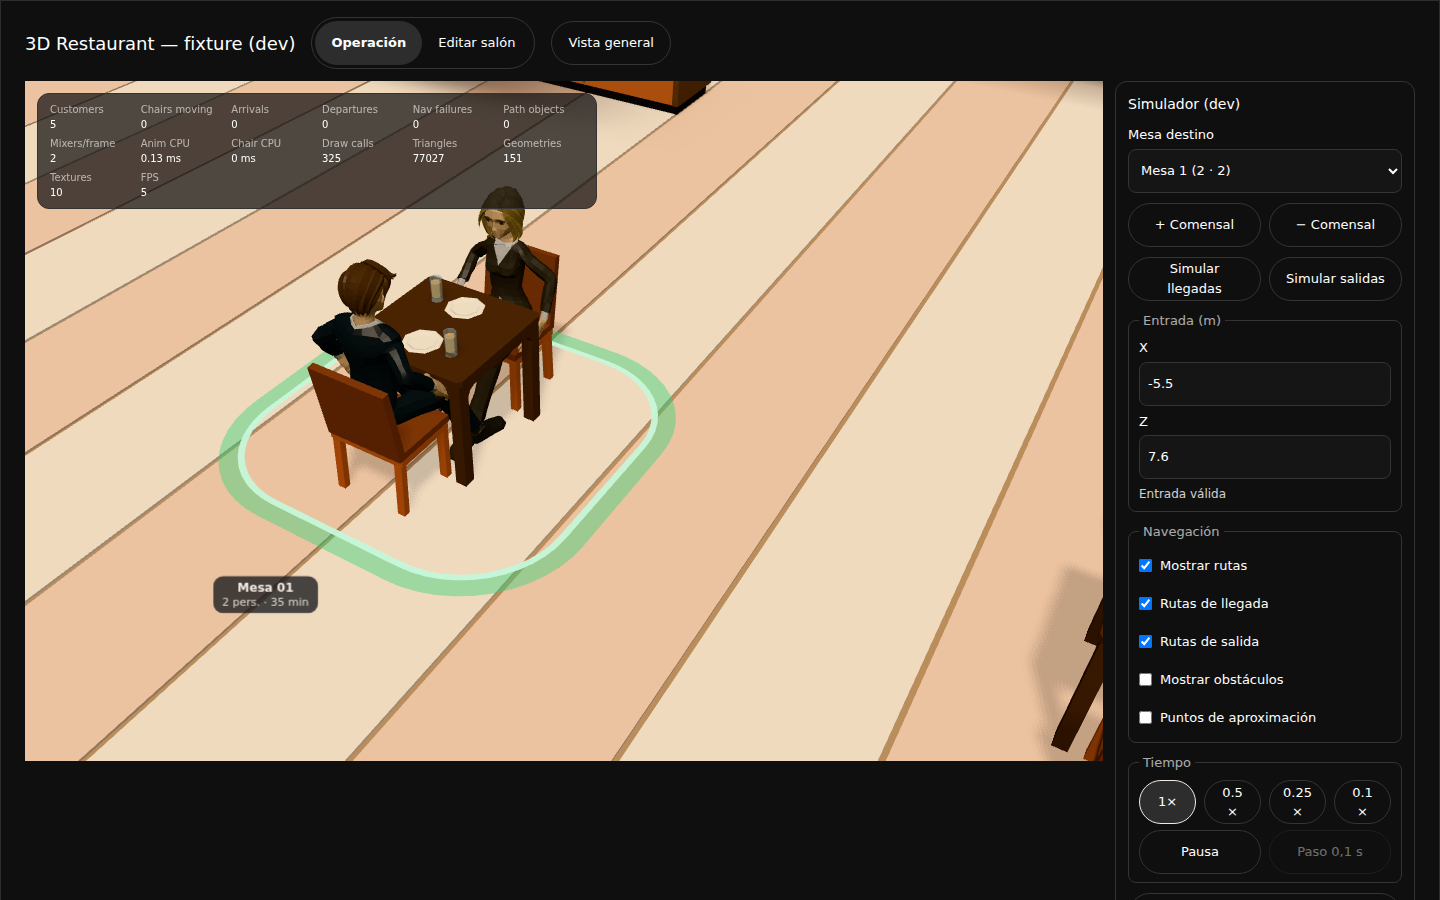 3D Restaurant — fixture (dev)
Operación
Editar salón
Vista general
Customers
5
Chairs moving
0
Arrivals
0
Departures
0
Nav failures
0
Path objects
0
Mixers/frame
2
Anim CPU
0.13 ms
Chair CPU
0 ms
Draw calls
325
Triangles
77027
Geometries
151
Textures
10
FPS
5
Mesa 01
2 pers. · 35 min
Simulador (dev)
Mesa destino
Mesa 1 (2 · 2)
+ Comensal
− Comensal
Simular
llegadas
Simular salidas
Entrada (m)
X
-5.5
Z
7.6
Entrada válida
Navegación
Mostrar rutas
Rutas de llegada
Rutas de salida
Mostrar obstáculos
Puntos de aproximación
Tiempo
1×
0.5
×
0.25
×
0.1
×
Pausa
Paso 0,1 s